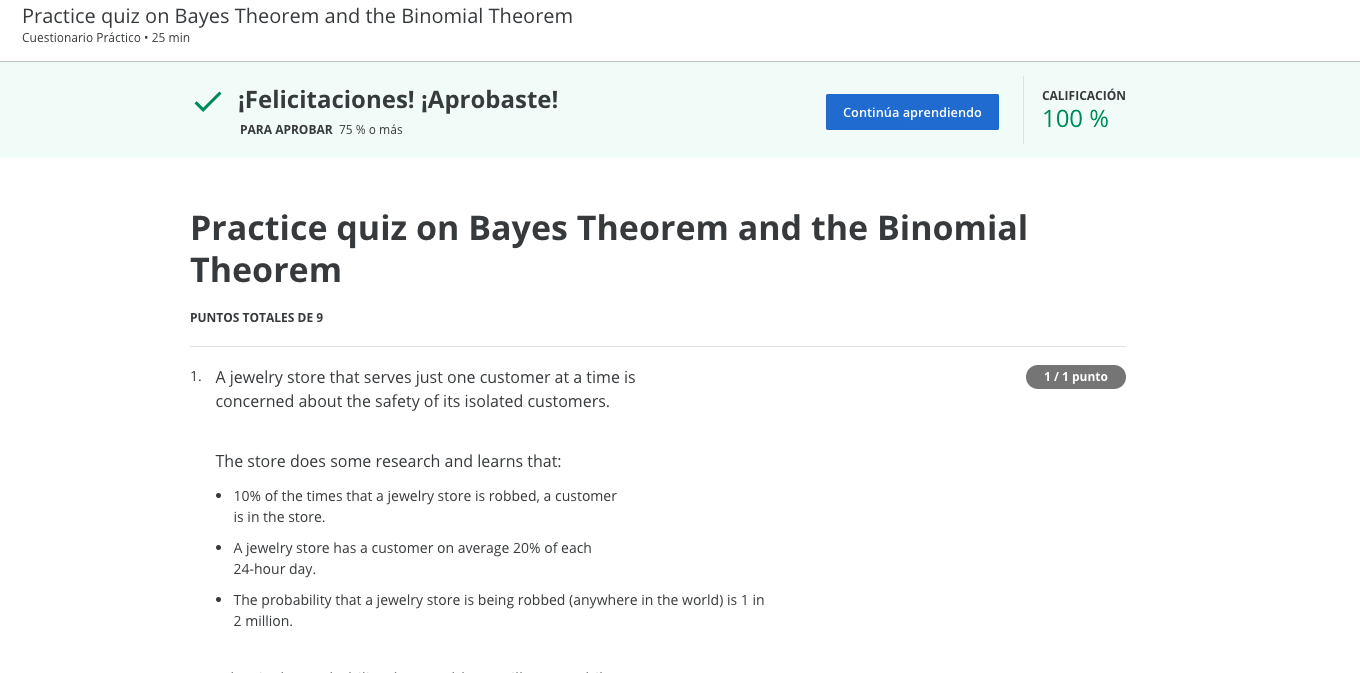 Practice quiz on Bayes Theorem and the Binomial Theorem
Cuestionario Práctico • 25 min
¡Felicitaciones! ¡Aprobaste!
PARA APROBAR 75 % o más
Continúa aprendiendo
CALIFICACIÓN
100 %
Practice quiz on Bayes Theorem and the Binomial
Theorem
PUNTOS TOTALES DE 9
1. A jewelry store that serves just one customer at a time is
concerned about the safety of its isolated customers.
1 / 1 punto
The store does some research and learns that:
• 10% of the times that a jewelry store is robbed, a customer
is in the store.
• A jewelry store has a customer on average 20% of each
24-hour day.
• The probability that a jewelry store is being robbed (anywhere in the world) is 1 in
2 million.